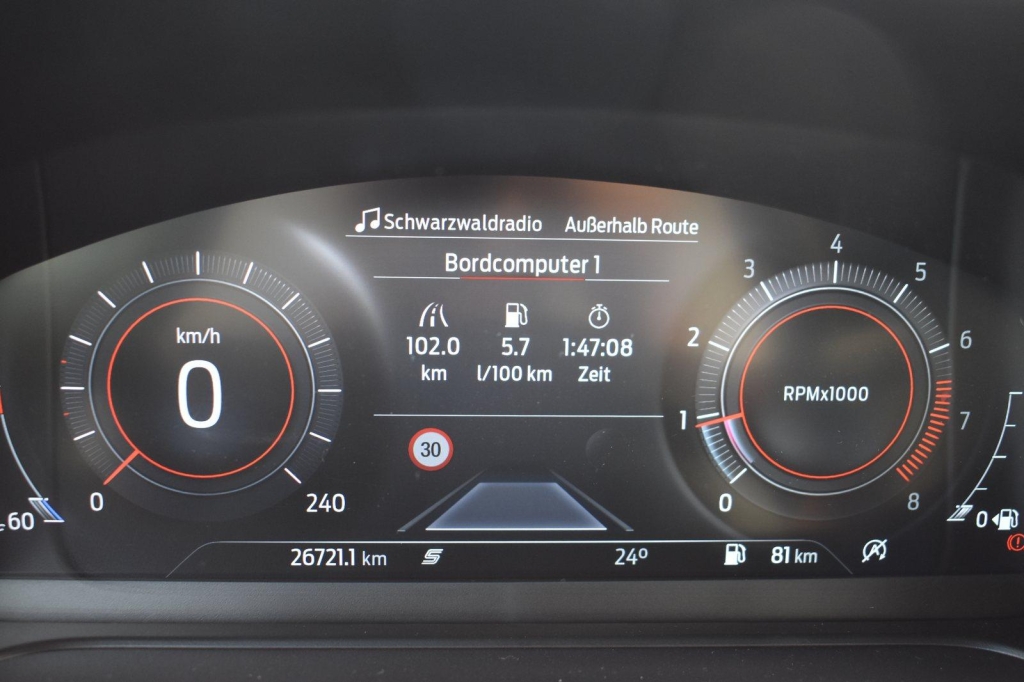 Schwarzwaldradio Außerhalb Route
Bordcomputer 1
102.0 5.7 1:47:08
km l/100 km Zeit
km/h
0
0 240
30
RPMx1000
0 1 2 3 4 5 6 7 8
60
0
26721.1 km S 24° 81 km